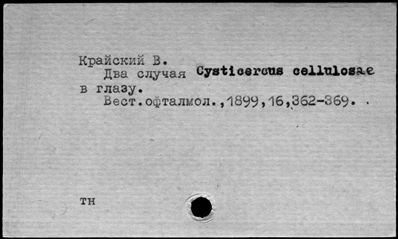 Крайский В.
Два случая Cysticercus cellulosae
в глазу.
Вест.офталмол.,1899,16,362-369.
тн